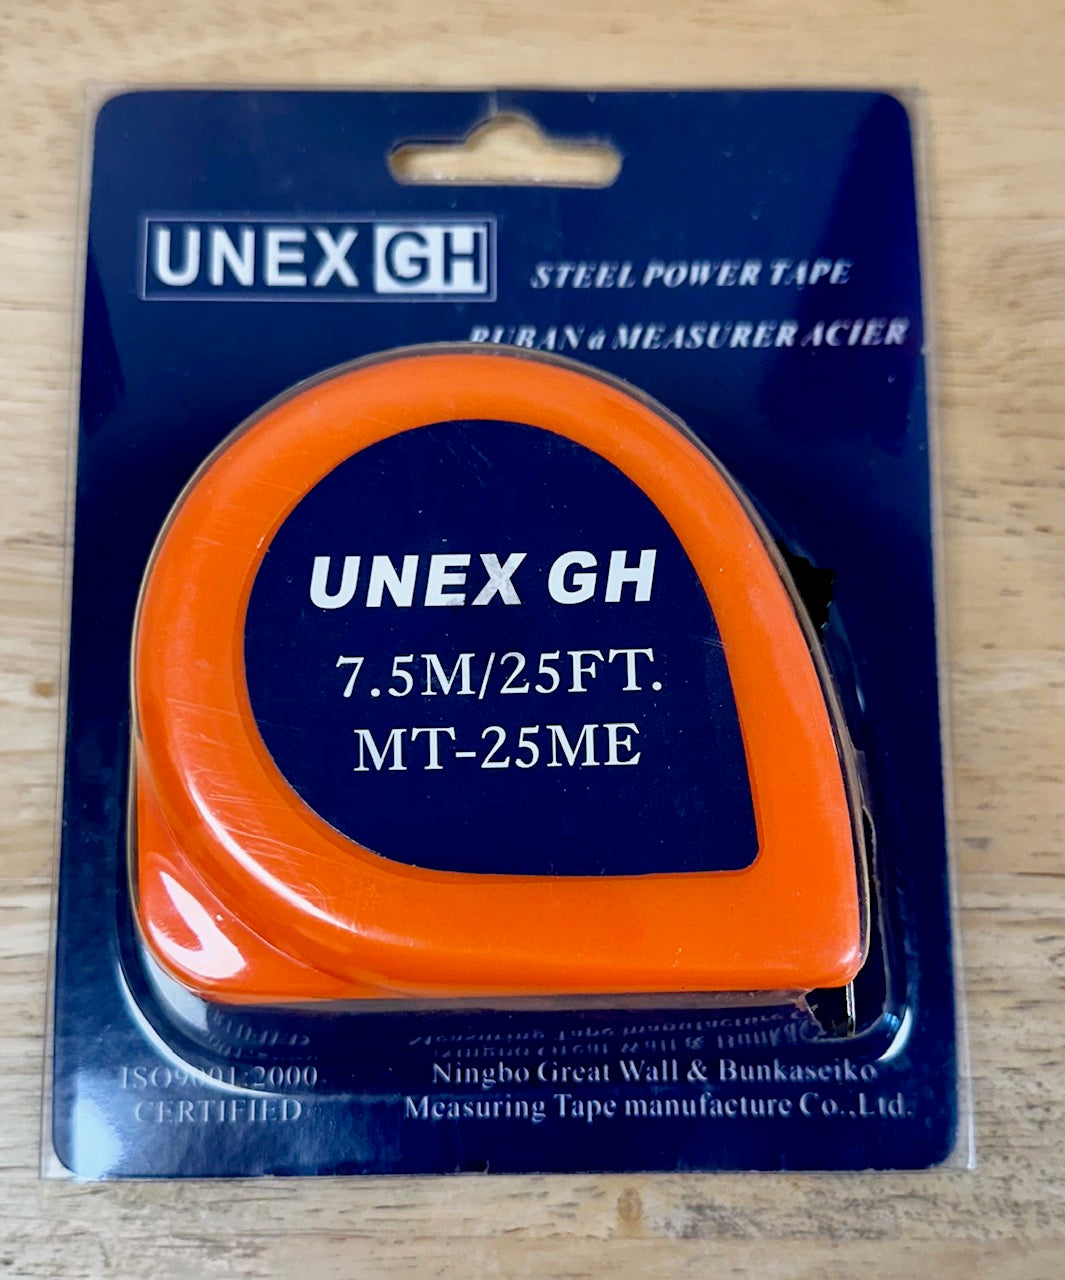 UNEX GH
STEEL POWER TAPE
RUBAN a MEASURER ACIER
UNEX GH
7.5M/25FT.
MT-25ME
ISO9001:2000
CERTIFIED
Ningbo Great Wall & Bunkaseiko
Measuring Tape manufacture Co.,Ltd.